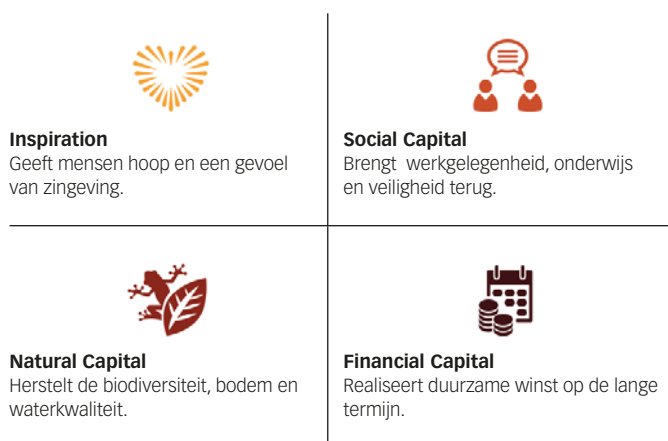 Inspiration
Geeft mensen hoop en een gevoel
van zingeving.
Social Capital
Brengt werkgelegenheid, onderwijs
en veiligheid terug.
Natural Capital
Herstelt de biodiversiteit, bodem en
waterkwaliteit.
Financial Capital
Realiseert duurzame winst op de lange
termijn.